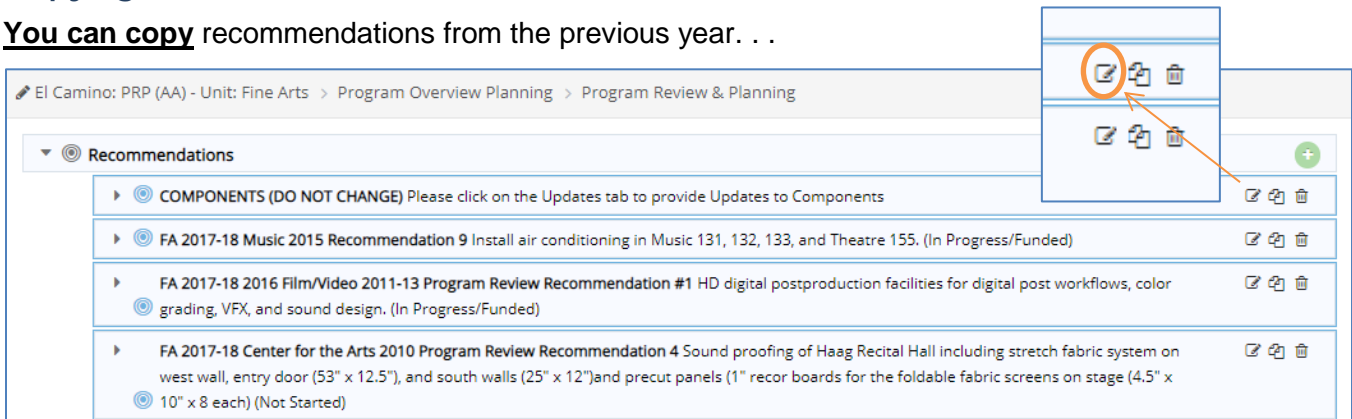 You can copy recommendations from the previous year. . .
El Camino: PRP (AA) - Unit: Fine Arts > Program Overview Planning > Program Review & Planning
Recommendations
COMPONENTS (DO NOT CHANGE) Please click on the Updates tab to provide Updates to Components
FA 2017-18 Music 2015 Recommendation 9 Install air conditioning in Music 131, 132, 133, and Theatre 155. (In Progress/Funded)
FA 2017-18 2016 Film/Video 2011-13 Program Review Recommendation #1 HD digital postproduction facilities for digital post workflows, color
grading, VFX, and sound design. (In Progress/Funded)
FA 2017-18 Center for the Arts 2010 Program Review Recommendation 4 Sound proofing of Haag Recital Hall including stretch fabric system on
west wall, entry door (53" x 12.5"), and south walls (25" x 12")and precut panels (1" recor boards for the foldable fabric screens on stage (4.5" x
10" x 8 each) (Not Started)